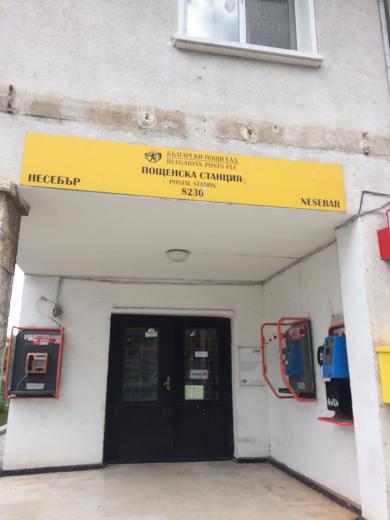 БЪЛГАРСКИ ПОЩИ ЕАД
BULGARIAN POSTS PLC
ПОЩЕНСКА СТАНЦИЯ
POSTAL STATION
8230
НЕСЕБЪР
NESEBAR